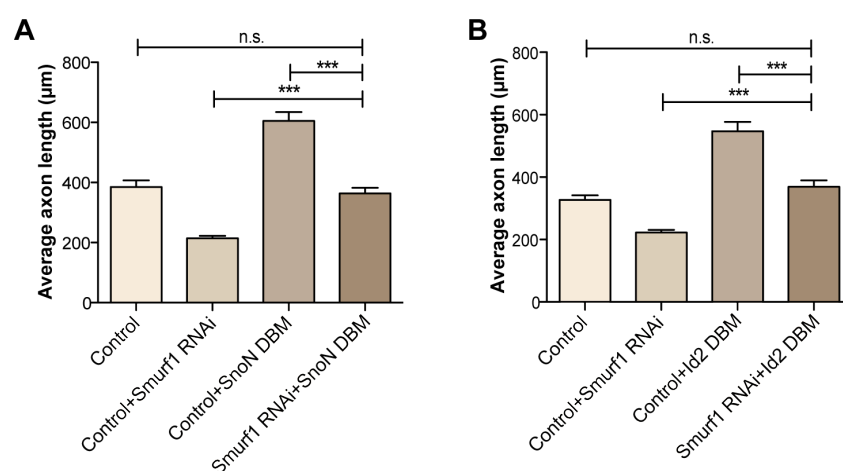 A
n.s.
***
***
Average axon length (µm)
800
600
400
200
0
Control
Control+Smurf1 RNAi
Control+SnoN DBM
Smurf1 RNAi+SnoN DBM
B
n.s.
***
***
Average axon length (µm)
800
600
400
200
0
Control
Control+Smurf1 RNAi
Control+Id2 DBM
Smurf1 RNAi+Id2 DBM